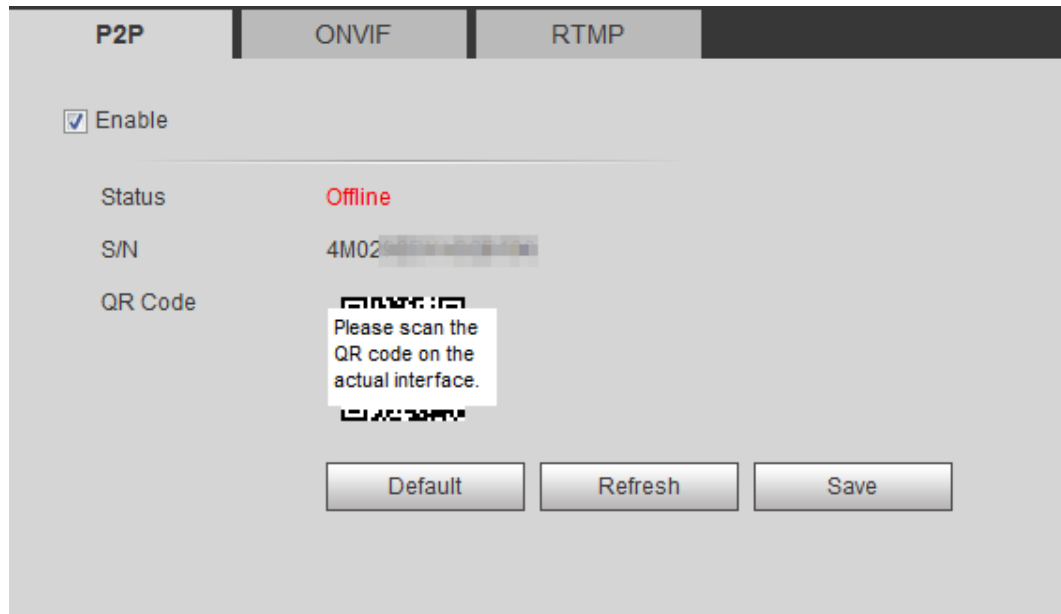 P2P ONVIF RTMP
Enable
Status Offline
S/N 4M02
QR Code
Please scan the
QR code on the
actual interface.
Default Refresh Save